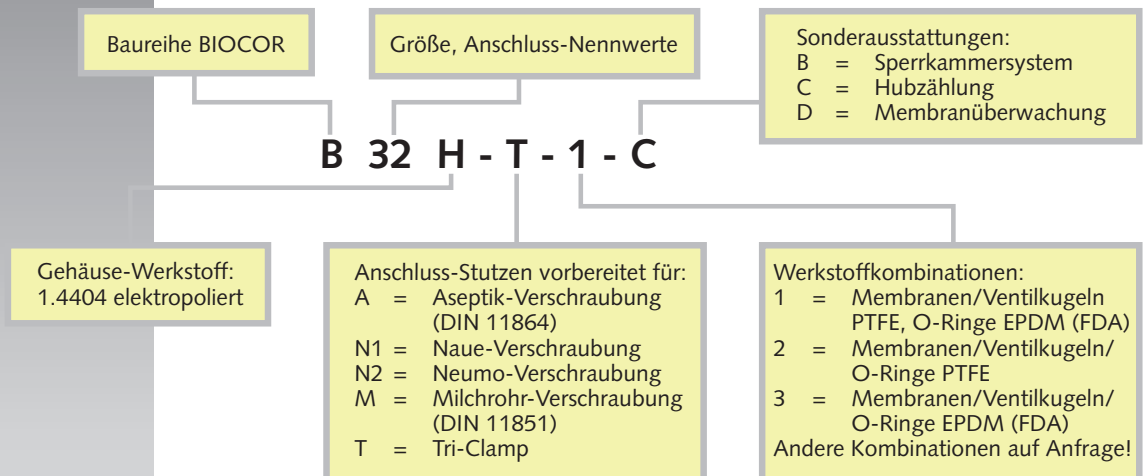 Baureihe BIOCOR
Größe, Anschluss-Nennwerte
Sonderausstattungen:
B = Sperrkammersystem
C = Hubzählung
D = Membranüberwachung
B 32 H - T - 1 - C
Gehäuse-Werkstoff:
1.4404 elektropoliert
Anschluss-Stutzen vorbereitet für:
A = Aseptik-Verschraubung
(DIN 11864)
N1 = Naue-Verschraubung
N2 = Neumo-Verschraubung
M = Milchrohr-Verschraubung
(DIN 11851)
T = Tri-Clamp
Werkstoffkombinationen:
1 = Membranen/Ventilkugeln
PTFE, O-Ringe EPDM (FDA)
2 = Membranen/Ventilkugeln/
O-Ringe PTFE
3 = Membranen/Ventilkugeln/
O-Ringe EPDM (FDA)
Andere Kombinationen auf Anfrage!